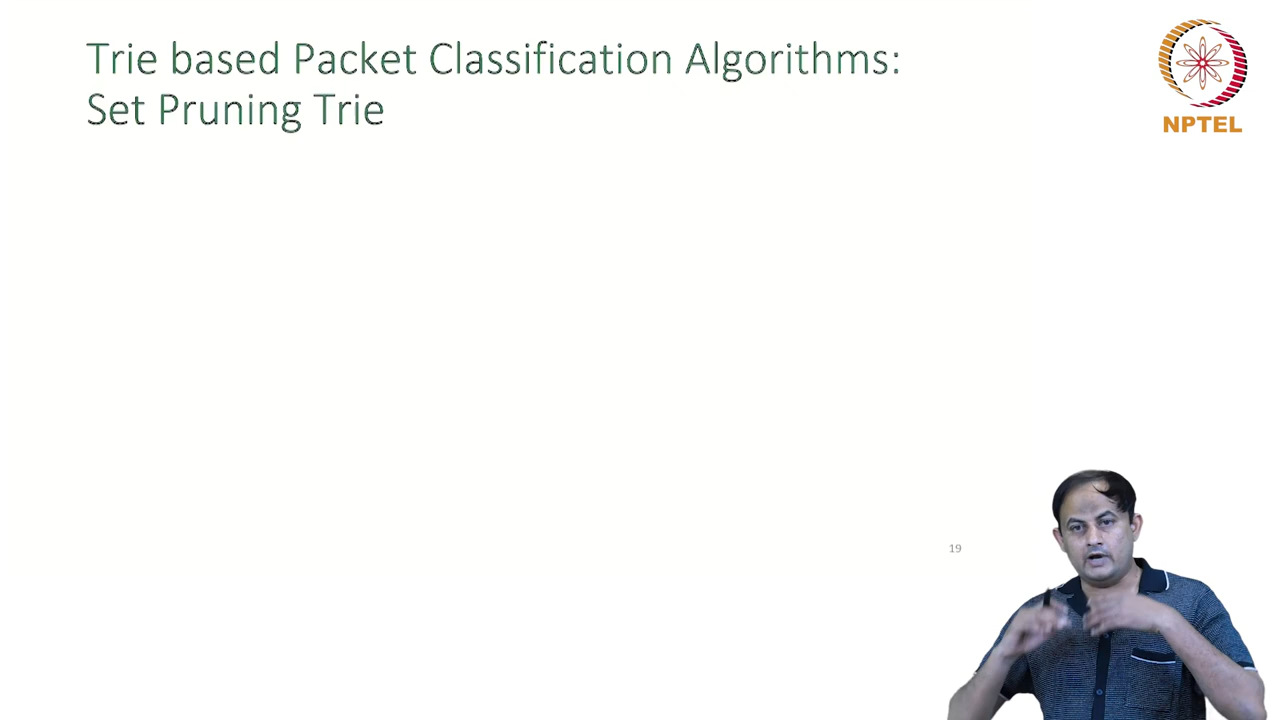 Trie based Packet Classification Algorithms:
Set Pruning Trie
NPTEL
19